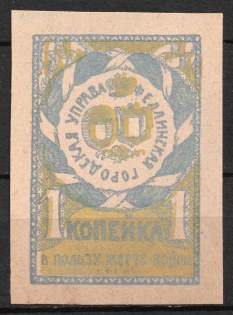 ФЕЛЛИНСКАЯ ГОРОДСКАЯ УПРАВА
1 КОПЕЙКА 1
В ПОЛЬЗУ ЖЕРТВ ВОЙНЫ